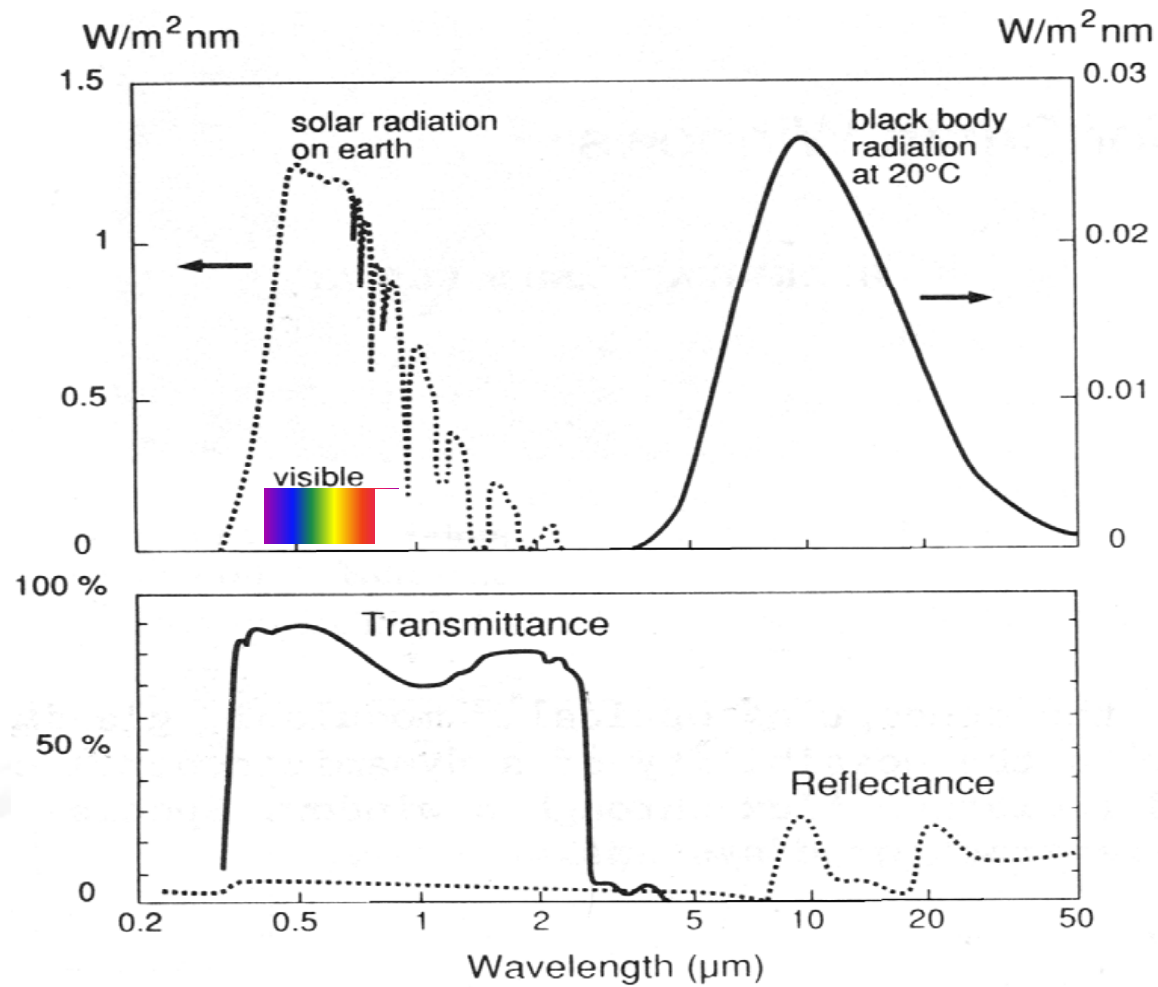 W/m²nm
W/m²nm
1.5
0.03
solar radiation
on earth
black body
radiation
at 20°C
1
0.02
0.5
0.01
visible
0
0
100 %
Transmittance
50 %
Reflectance
0
0.2
0.5
1
2
5
10
20
50
Wavelength (μm)